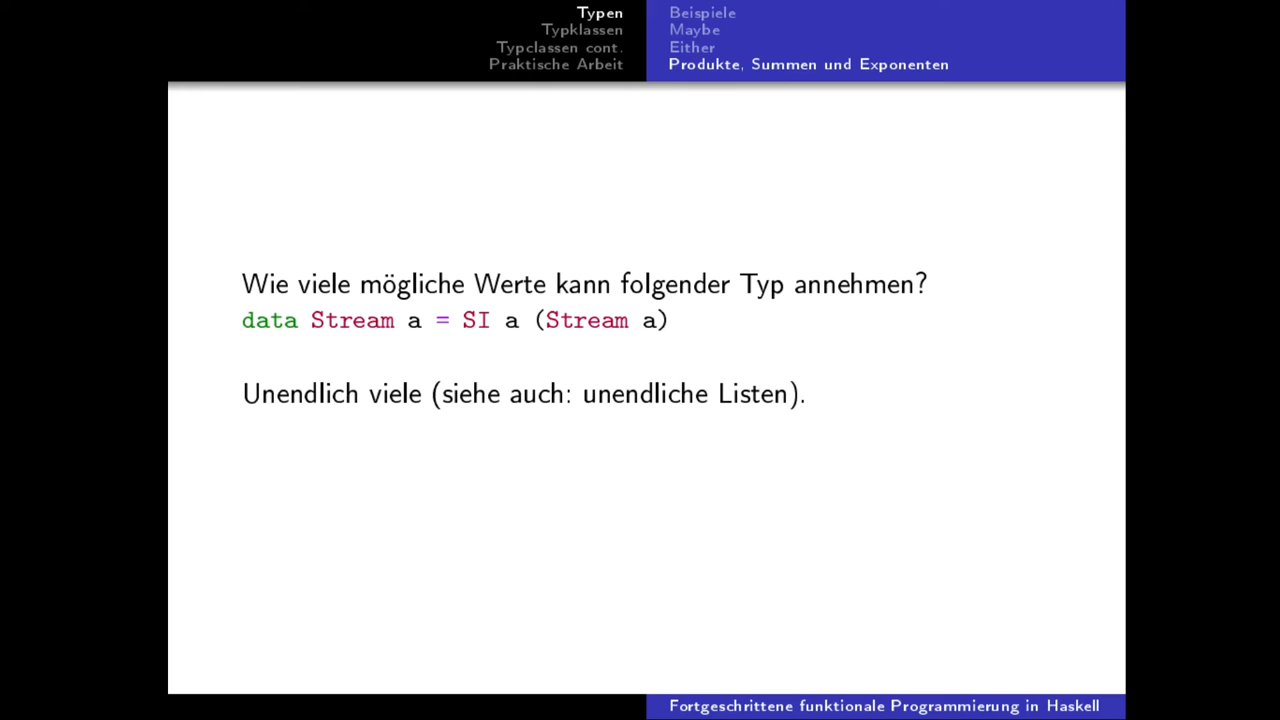 Typen
Typklassen
Typclassen cont.
Praktische Arbeit
Beispiele
Maybe
Either
Produkte, Summen und Exponenten
Wie viele mögliche Werte kann folgender Typ annehmen?
data Stream a = SI a (Stream a)
Unendlich viele (siehe auch: unendliche Listen).
Fortgeschrittene funktionale Programmierung in Haskell